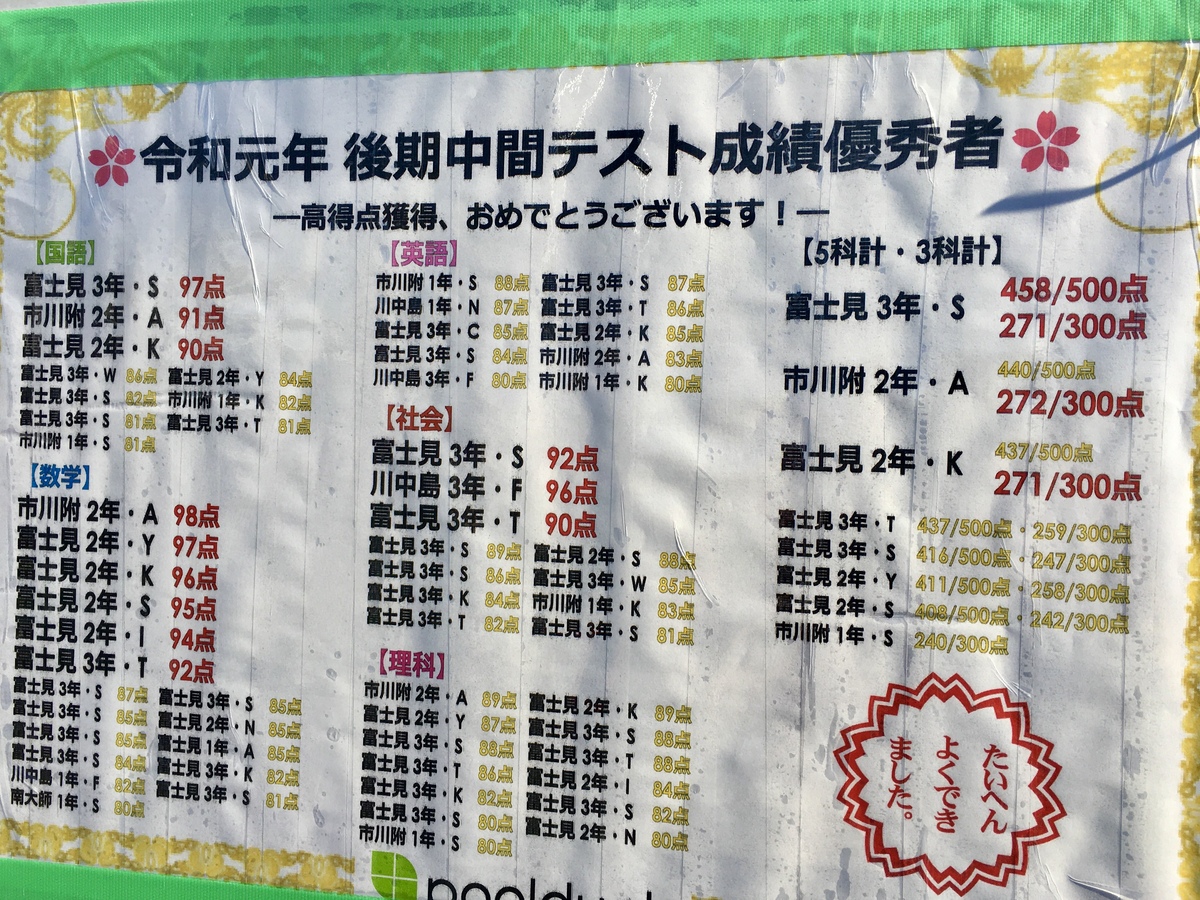 令和元年 後期中間テスト成績優秀者
―高得点獲得、おめでとうございます！―
【国語】
富士見 3年・S 97点
市川附 2年・A 91点
富士見 2年・K 90点
富士見 3年・W 86点 富士見 2年・Y 84点
富士見 3年・S 82点 市川附 1年・K 82点
富士見 3年・S 81点 富士見 3年・T 81点
市川附 1年・S 81点
【数学】
市川附 2年・A 98点
富士見 2年・Y 97点
富士見 2年・K 96点
富士見 2年・S 95点
富士見 2年・I 94点
富士見 3年・T 92点
富士見 3年・S 87点 富士見 3年・S 85点
富士見 3年・S 85点 富士見 2年・N 85点
富士見 3年・S 85点 富士見 1年・A 85点
富士見 3年・S 84点 富士見 3年・K 82点
川中島 1年・F 82点 富士見 3年・S 81点
南大師 1年・S 80点
【英語】
市川附 1年・S 88点 富士見 3年・S 87点
川中島 1年・N 87点 富士見 3年・T 86点
富士見 3年・C 85点 富士見 2年・K 85点
富士見 3年・S 84点 市川附 2年・A 83点
川中島 3年・F 80点 市川附 1年・K 80点
【社会】
富士見 3年・S 92点
川中島 3年・F 96点
富士見 3年・T 90点
富士見 3年・S 89点 富士見 2年・S 88点
富士見 3年・S 86点 富士見 3年・W 85点
富士見 3年・K 84点 市川附 1年・K 83点
富士見 3年・T 82点 富士見 3年・S 81点
【理科】
市川附 2年・A 89点 富士見 2年・K 89点
富士見 2年・Y 87点 富士見 3年・S 88点
富士見 3年・S 88点 富士見 3年・T 88点
富士見 3年・T 86点 富士見 2年・I 84点
富士見 3年・K 82点 富士見 3年・S 82点
富士見 3年・S 80点 富士見 2年・N 80点
市川附 1年・S 80点
【5科計・3科計】
富士見 3年・S 458/500点
271/300点
市川附 2年・A 440/500点
272/300点
富士見 2年・K 437/500点
271/300点
富士見 3年・T 437/500点・259/300点
富士見 3年・S 416/500点・247/300点
富士見 2年・Y 411/500点・258/300点
富士見 2年・S 408/500点・242/300点
市川附 1年・S 240/300点
たいへん
よくでき
ました。